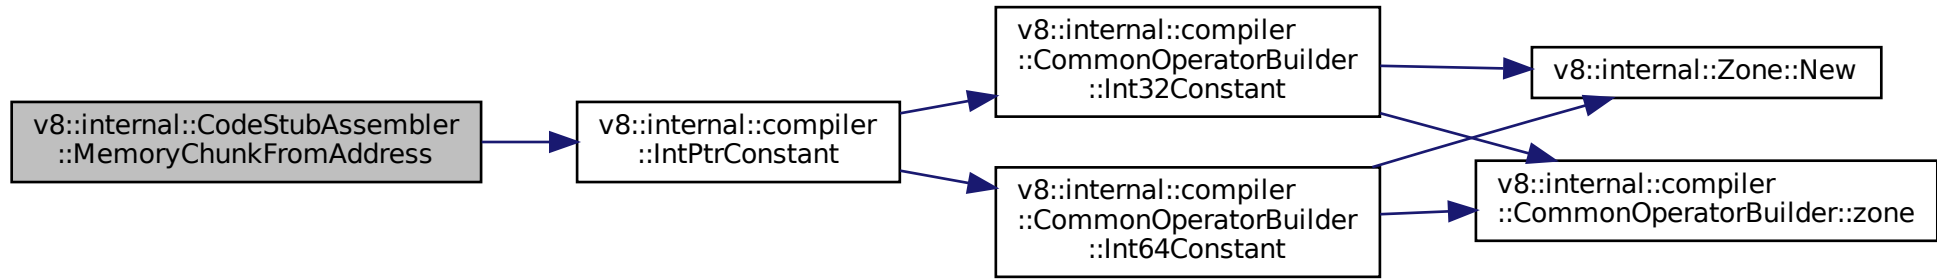 v8::internal::CodeStubAssembler
::MemoryChunkFromAddress
v8::internal::compiler
::IntPtrConstant
v8::internal::compiler
::CommonOperatorBuilder
::Int32Constant
v8::internal::compiler
::CommonOperatorBuilder
::Int64Constant
v8::internal::Zone::New
v8::internal::compiler
::CommonOperatorBuilder::zone